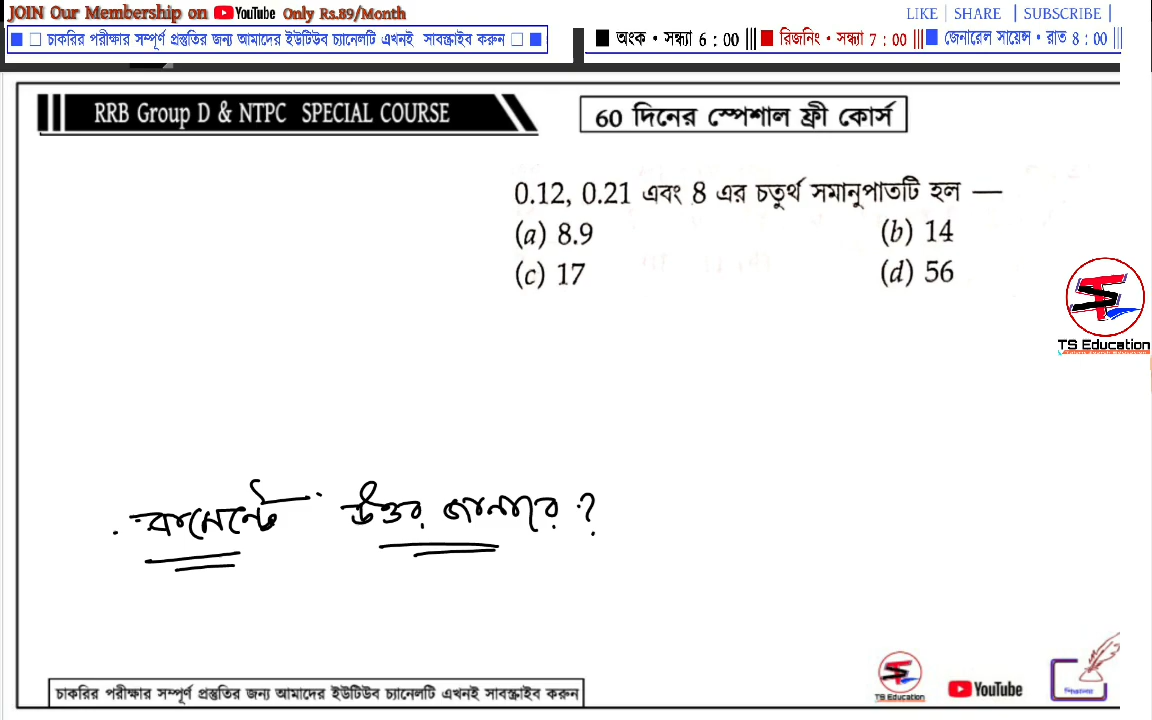 JOIN Our Membership on YouTube Only Rs.89/Month
LIKE | SHARE | SUBSCRIBE |
■ □ চাকরির পরীক্ষার সম্পূর্ণ প্রস্তুতির জন্য আমাদের ইউটিউব চ্যানেলটি এখনই সাবস্ক্রাইব করুন □ ■
■ অংক • সন্ধ্যা 6 : 00 ||| ■ রিজনিং • সন্ধ্যা 7 : 00 ||| ■ জেনারেল সায়েন্স • রাত 8 : 00 |||
RRB Group D & NTPC SPECIAL COURSE
60 দিনের স্পেশাল ফ্রী কোর্স
0.12, 0.21 এবং 8 এর চতুর্থ সমানুপাতটি হল —
(a) 8.9 (b) 14
(c) 17 (d) 56
TS Education
কমেন্টে উত্তর জানাবে ?
চাকরির পরীক্ষার সম্পূর্ণ প্রস্তুতির জন্য আমাদের ইউটিউব চ্যানেলটি এখনই সাবস্ক্রাইব করুন
TS Education
YouTube